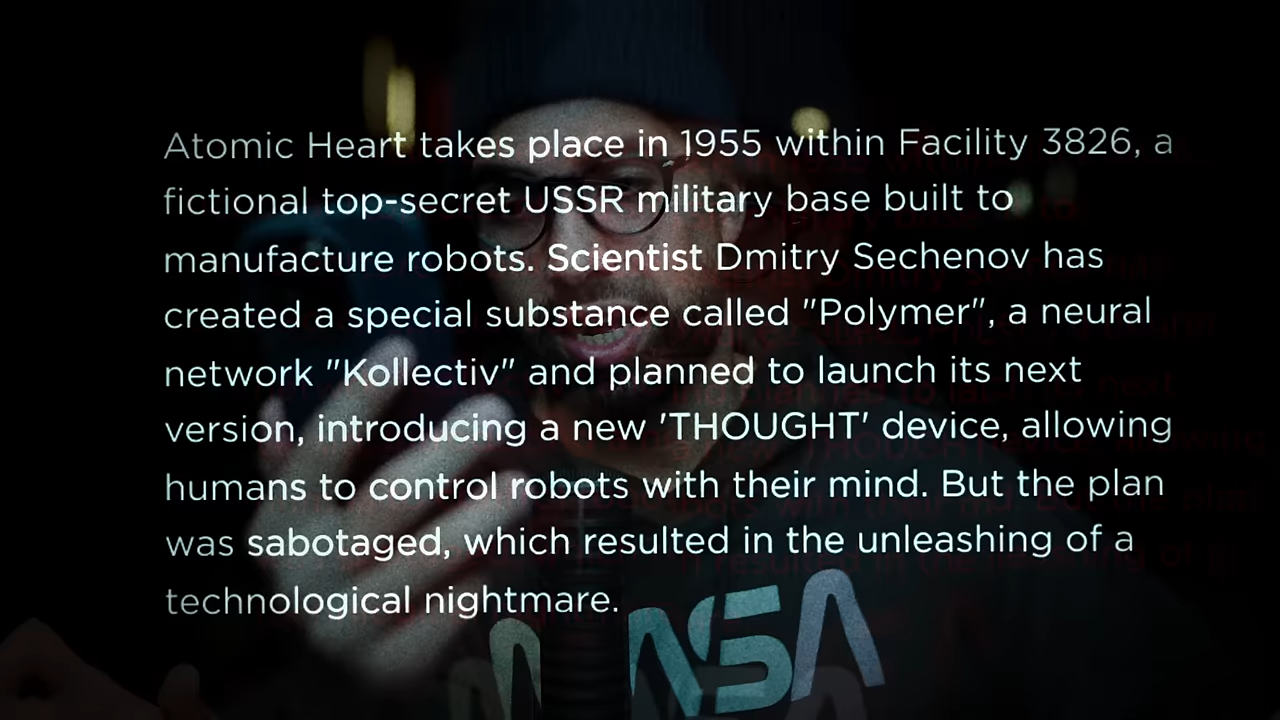 Atomic Heart takes place in 1955 within Facility 3826, a
fictional top-secret USSR military base built to
manufacture robots. Scientist Dmitry Sechenov has
created a special substance called "Polymer", a neural
network "Kollectiv" and planned to launch its next
version, introducing a new 'THOUGHT' device, allowing
humans to control robots with their mind. But the plan
was sabotaged, which resulted in the unleashing of a
technological nightmare.
NASA